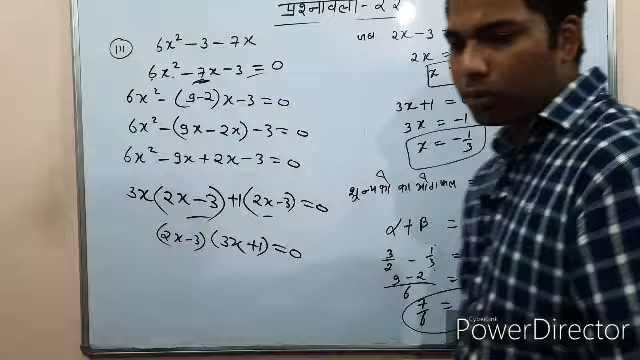 प्रश्नावली - २.२
(iii) 6x² - 3 - 7x
6x² - 7x - 3 = 0
6x² - (9-2)x - 3 = 0
6x² - (9x - 2x) - 3 = 0
6x² - 9x + 2x - 3 = 0
3x(2x - 3) + 1(2x - 3) = 0
(2x - 3)(3x + 1) = 0
जब 2x - 3
2x =
x
3x + 1 =
3x = -1
x = -1/3
शून्यकों का योगफल =
α + β =
3/2 - 1/3 =
9 - 2/6 =
7/6 =
CyberLink
PowerDirector